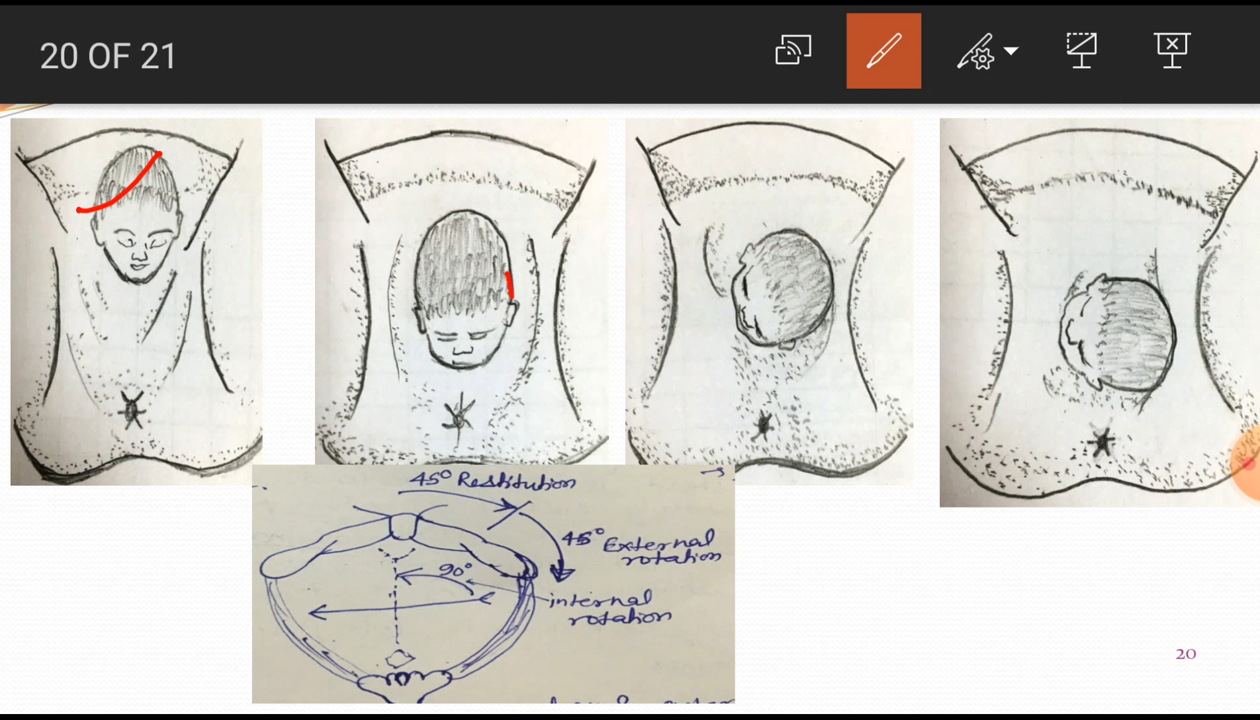 20 OF 21
45° Restitution
45° External
rotation
90°
internal
rotation
20